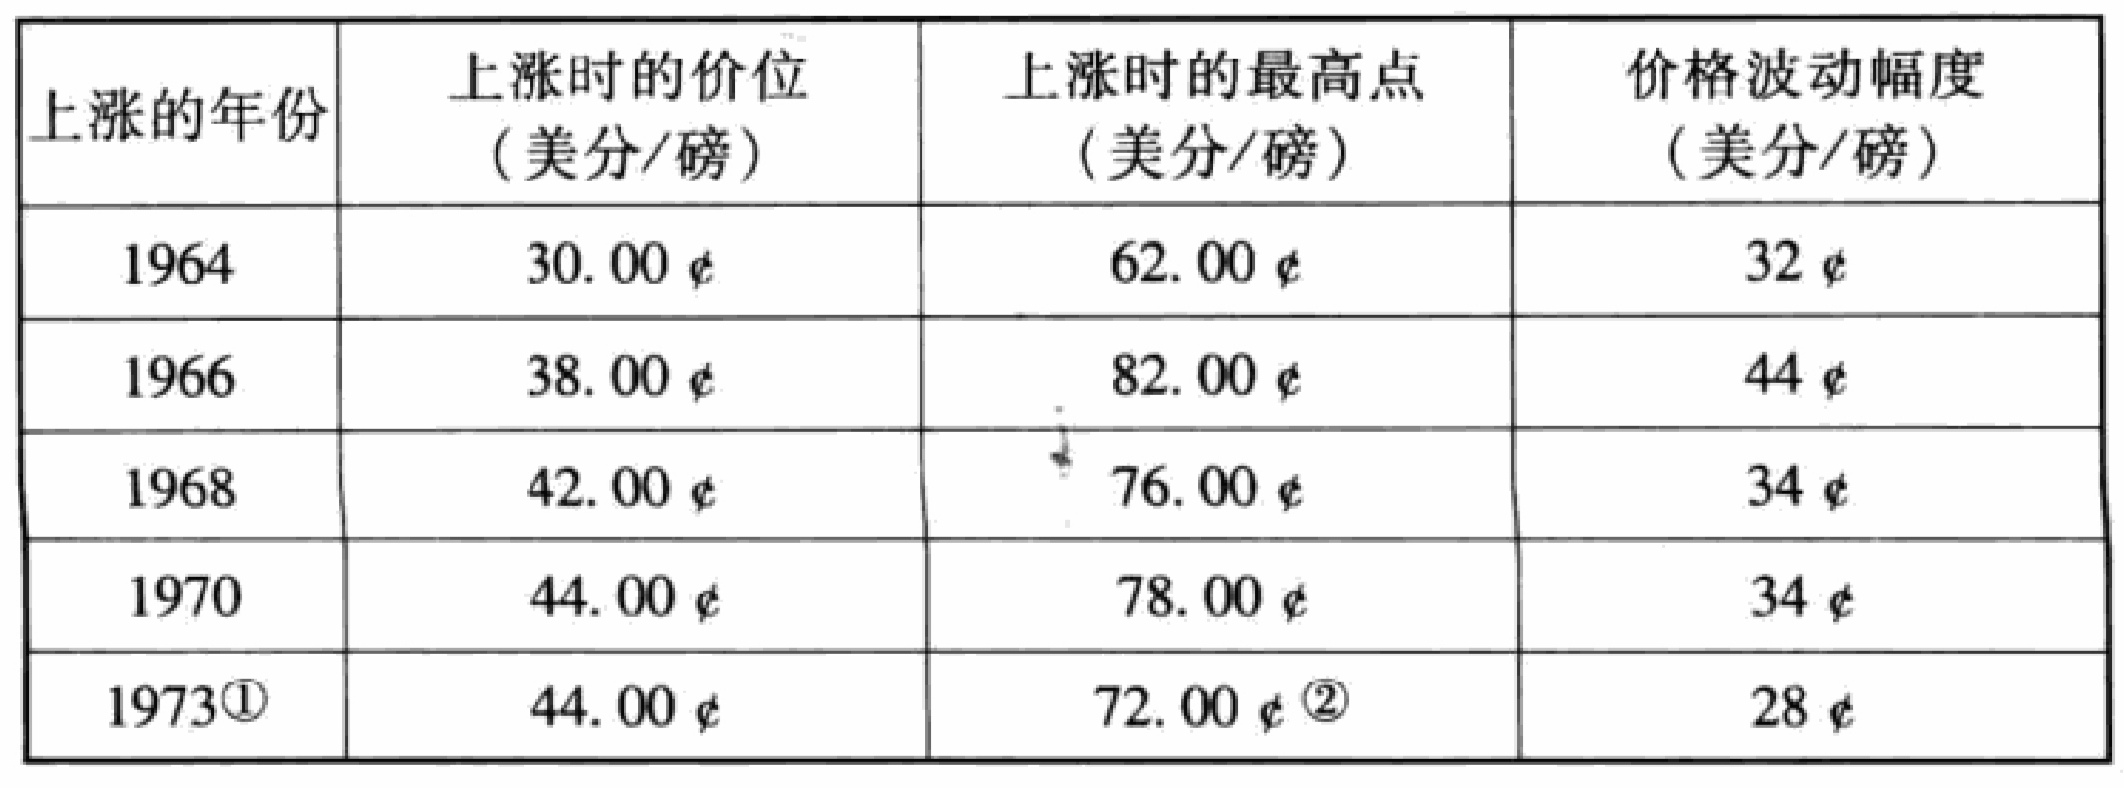 上涨的年份
上涨时的价位
(美分/磅)
上涨时的最高点
(美分/磅)
价格波动幅度
(美分/磅)
1964 30.00 ¢ 62.00 ¢ 32 ¢
1966 38.00 ¢ 82.00 ¢ 44 ¢
1968 42.00 ¢ 76.00 ¢ 34 ¢
1970 44.00 ¢ 78.00 ¢ 34 ¢
1973① 44.00 ¢ 72.00 ¢② 28 ¢